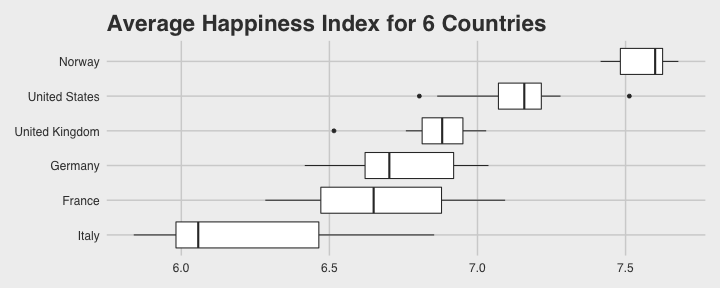 Average Happiness Index for 6 Countries
Norway
United States
United Kingdom
Germany
France
Italy
6.0 6.5 7.0 7.5